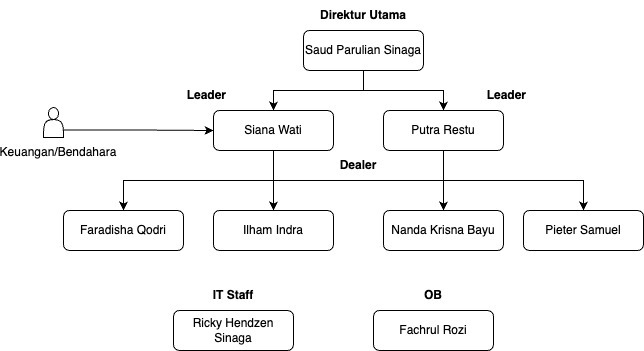 Direktur Utama
Saud Parulian Sinaga
Leader
Leader
Siana Wati
Putra Restu
Keuangan/Bendahara
Dealer
Faradisha Qodri
Ilham Indra
Nanda Krisna Bayu
Pieter Samuel
IT Staff
OB
Ricky Hendzen
Sinaga
Fachrul Rozi